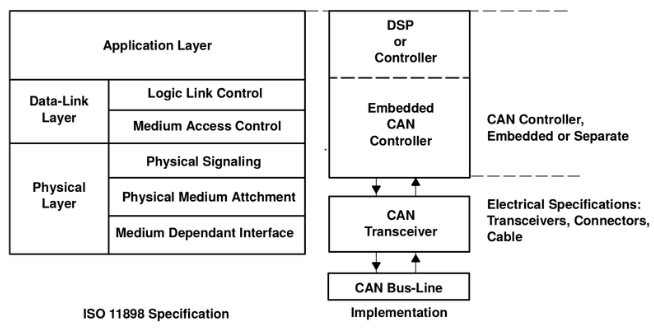 Application Layer
Data-Link
Layer
Logic Link Control
Medium Access Control
Physical
Layer
Physical Signaling
Physical Medium Attchment
Medium Dependant Interface
ISO 11898 Specification
DSP
or
Controller
Embedded
CAN
Controller
CAN
Transceiver
CAN Bus-Line
Implementation
CAN Controller,
Embedded or Separate
Electrical Specifications:
Transceivers, Connectors,
Cable